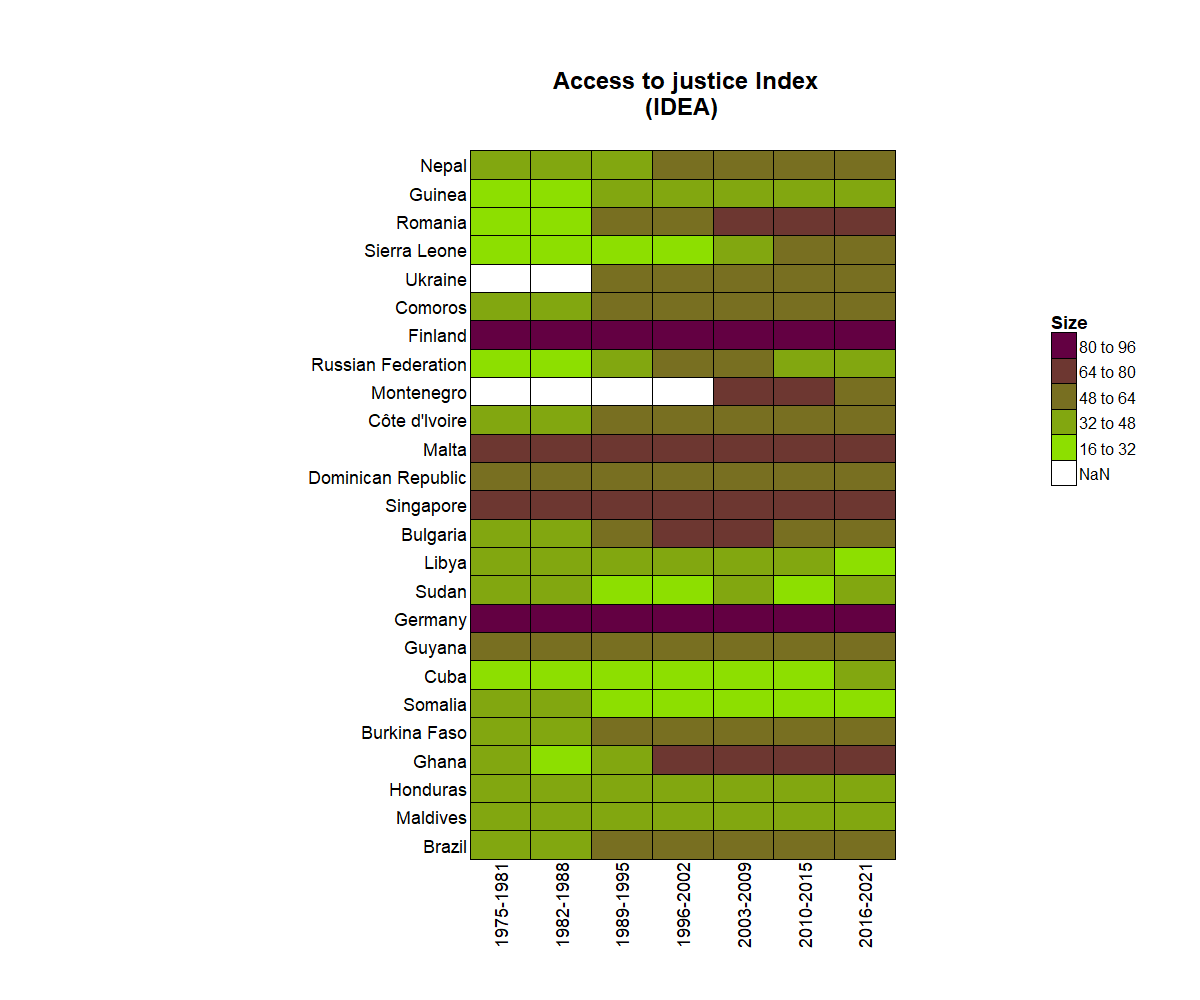 Access to justice Index
(IDEA)
Nepal
Guinea
Romania
Sierra Leone
Ukraine
Comoros
Finland
Russian Federation
Montenegro
Côte d'Ivoire
Malta
Dominican Republic
Singapore
Bulgaria
Libya
Sudan
Germany
Guyana
Cuba
Somalia
Burkina Faso
Ghana
Honduras
Maldives
Brazil
1975-1981
1982-1988
1989-1995
1996-2002
2003-2009
2010-2015
2016-2021
Size
80 to 96
64 to 80
48 to 64
32 to 48
16 to 32
NaN